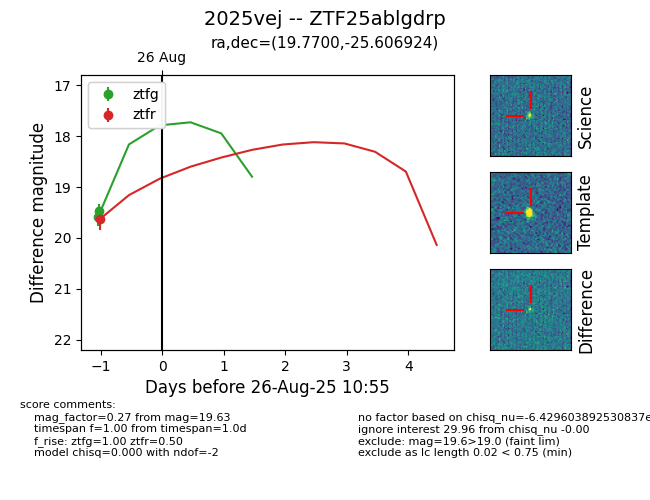 2025vej -- ZTF25ablgdrp
ra,dec=(19.7700,-25.606924)
26 Aug
ztfg
ztfr
17
18
19
20
21
22
Difference magnitude
−1
0
1
2
3
4
Days before 26-Aug-25 10:55
Science
Template
Difference
score comments:
mag_factor=0.27 from mag=19.63
timespan f=1.00 from timespan=1.0d
f_rise: ztfg=1.00 ztfr=0.50
model chisq=0.000 with ndof=-2
no factor based on chisq_nu=-6.429603892530837e
ignore interest 29.96 from chisq_nu -0.00
exclude: mag=19.6>19.0 (faint lim)
exclude as lc length 0.02 < 0.75 (min)